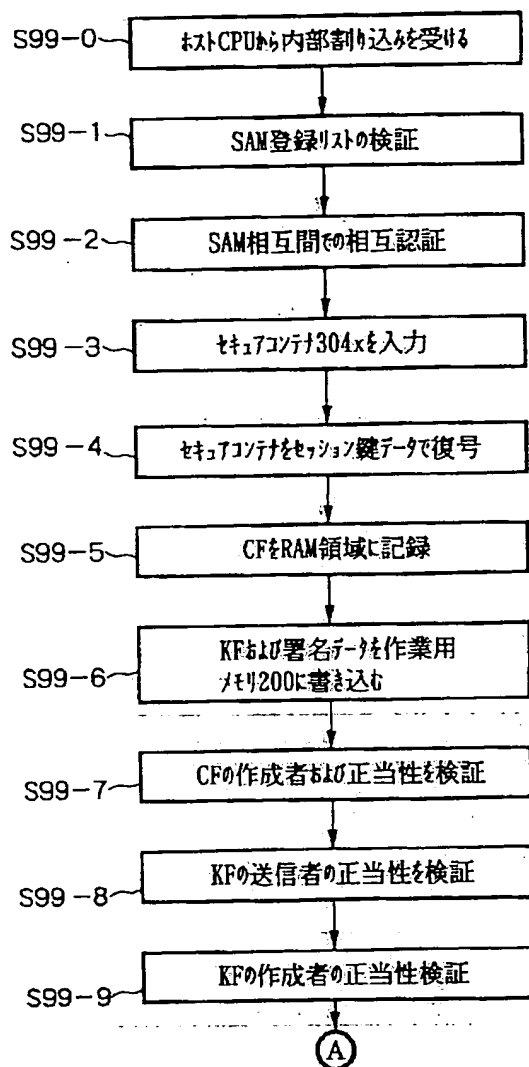 S99-0 ホストCPUから内部割り込みを受ける
S99-1 SAM登録リストの検証
S99-2 SAM相互間での相互認証
S99-3 セキュアコンテナ304xを入力
S99-4 セキュアコンテナをセッション鍵データで復号
S99-5 CFをRAM領域に記録
S99-6 KFおよび署名データを作業用
メモリ200に書き込む
S99-7 CFの作成者および正当性を検証
S99-8 KFの送信者の正当性を検証
S99-9 KFの作成者の正当性検証
A